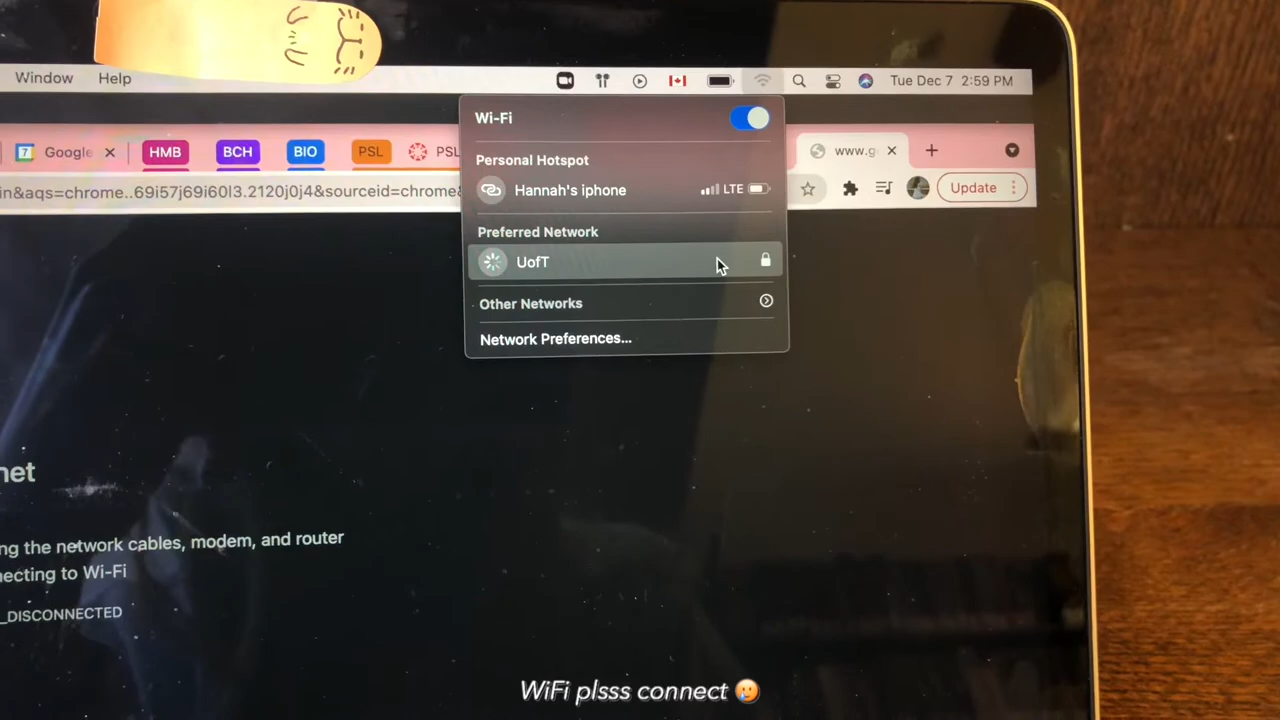 Window Help Tue Dec 7 2:59 PM
Wi-Fi
Google HMB BCH BIO PSL PSL www.g
Personal Hotspot
in&aqs=chrome..69i57j69i60l3.2120j0j4&sourceid=chrome Hannah's iphone LTE Update
Preferred Network
UofT
Other Networks
Network Preferences...
net
ng the network cables, modem, and router
necting to Wi-Fi
_DISCONNECTED
WiFi plsss connect 🥲